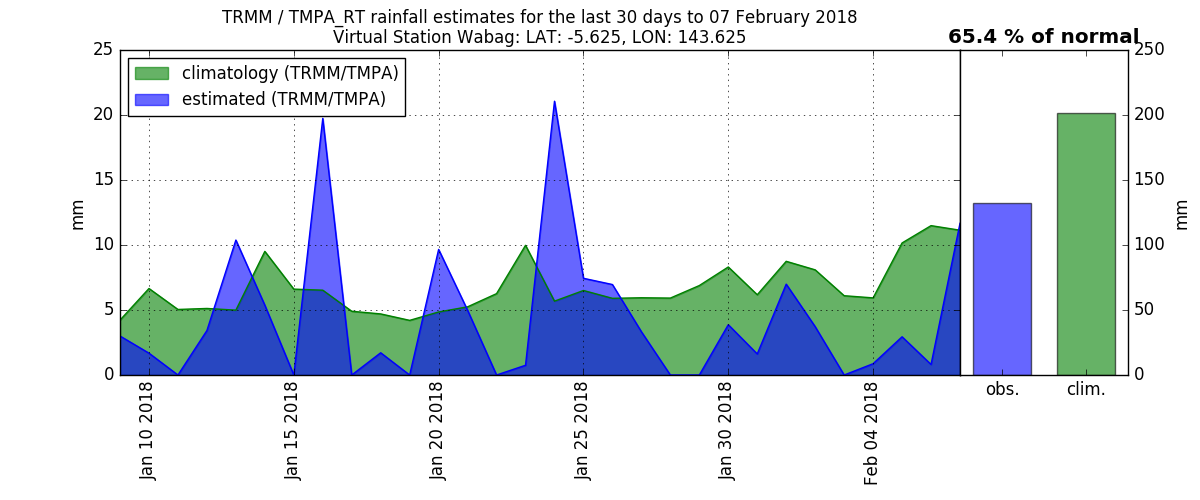 TRMM / TMPA_RT rainfall estimates for the last 30 days to 07 February 2018
Virtual Station Wabag: LAT: -5.625, LON: 143.625
65.4 % of normal
climatology (TRMM/TMPA)
estimated (TRMM/TMPA)
25
20
15
10
5
0
mm
Jan 10 2018
Jan 15 2018
Jan 20 2018
Jan 25 2018
Jan 30 2018
Feb 04 2018
250
200
150
100
50
0
mm
obs.
clim.